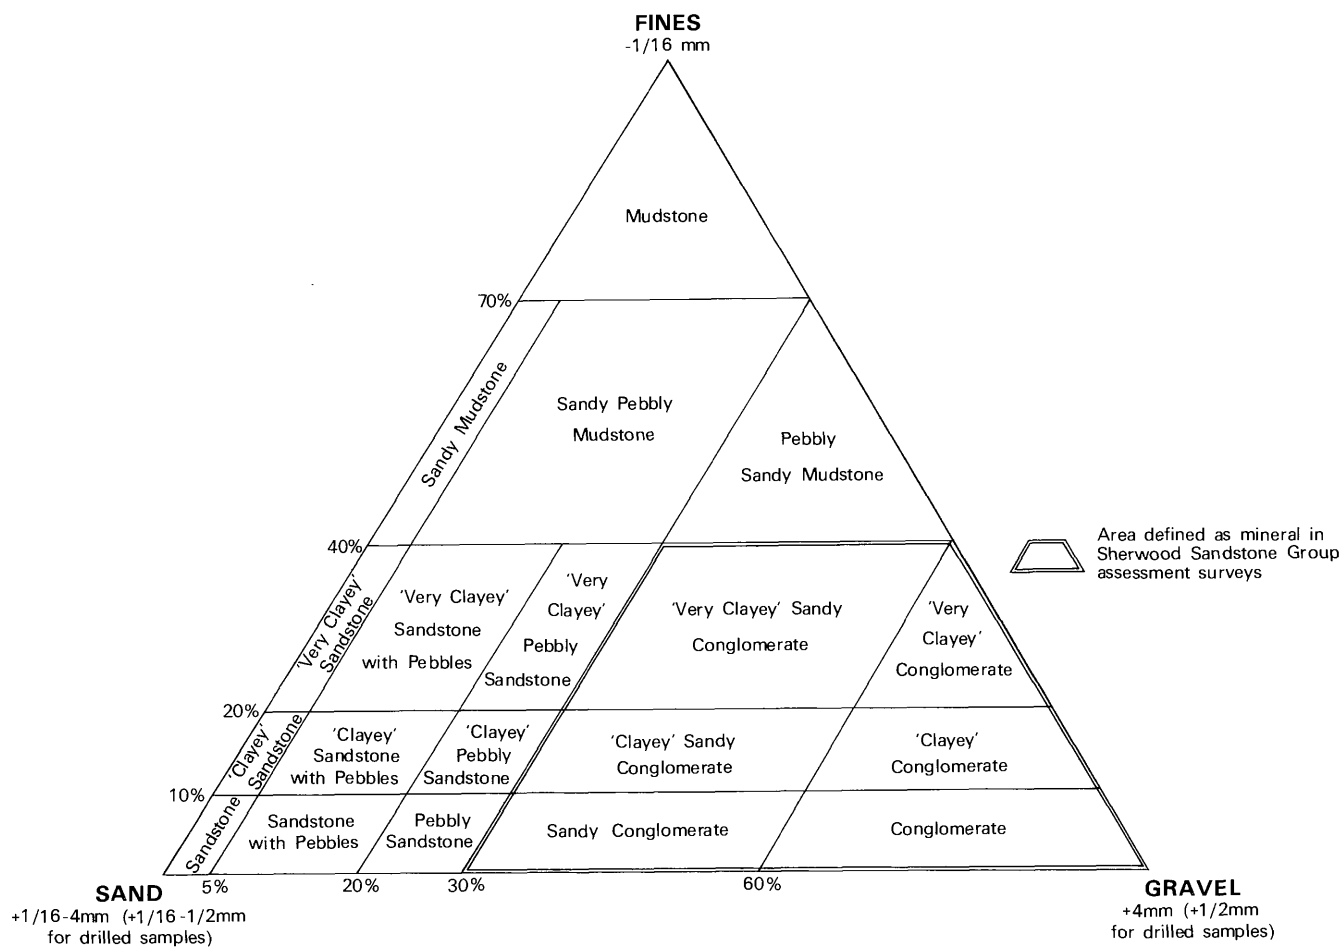 FINES
-1/16 mm
Mudstone
70%
Sandy Mudstone
Sandy Pebbly
Mudstone
Pebbly
Sandy Mudstone
40%
Area defined as mineral in
Sherwood Sandstone Group
assessment surveys
'Very Clayey'
Sandstone
'Very Clayey'
Sandstone
with Pebbles
'Very
Clayey'
Pebbly
Sandstone
'Very Clayey' Sandy
Conglomerate
'Very
Clayey'
Conglomerate
20%
'Clayey'
Sandstone
'Clayey'
Sandstone
with Pebbles
'Clayey'
Pebbly
Sandstone
'Clayey' Sandy
Conglomerate
'Clayey'
Conglomerate
10%
Sandstone
Sandstone
with Pebbles
Pebbly
Sandstone
Sandy Conglomerate
Conglomerate
5%
20%
30%
60%
SAND
+1/16-4mm (+1/16-1/2mm
for drilled samples)
GRAVEL
+4mm (+1/2mm
for drilled samples)